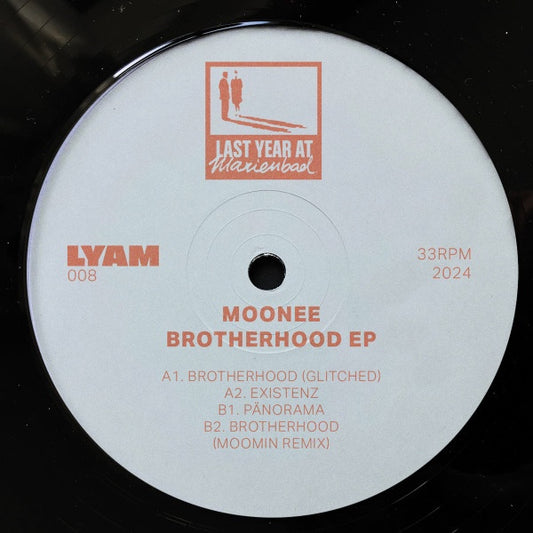 LAST YEAR AT
Marienbad
LYAM
008
33RPM
2024
MOONEE
BROTHERHOOD EP
A1. BROTHERHOOD (GLITCHED)
A2. EXISTENZ
B1. PÄNORAMA
B2. BROTHERHOOD
(MOOMIN REMIX)